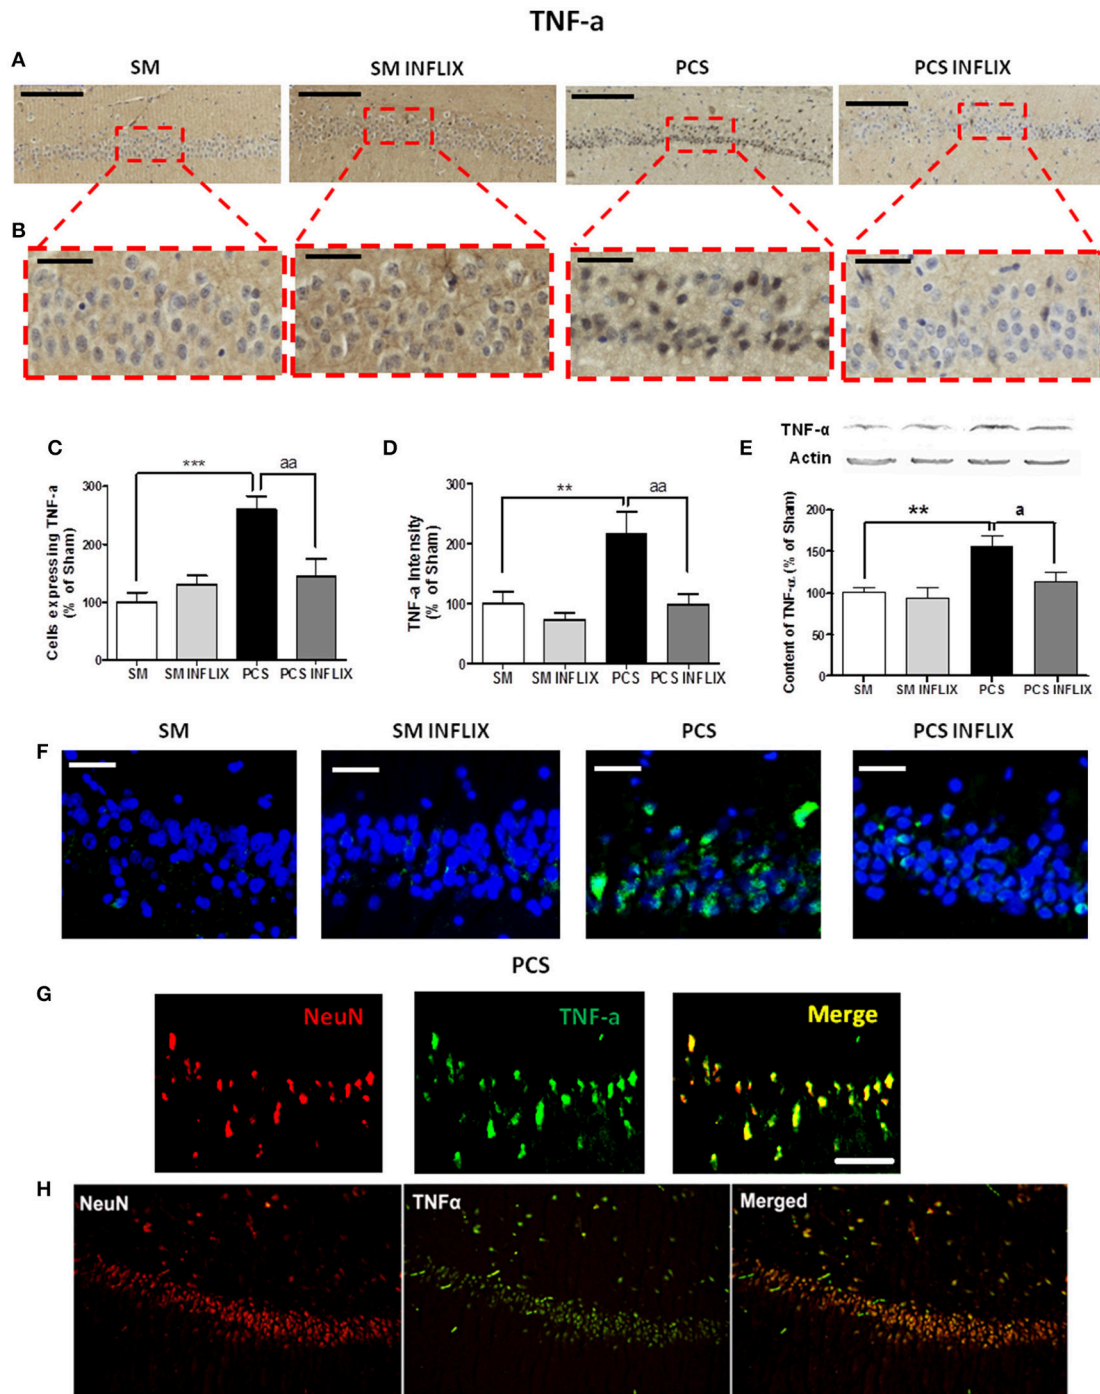 TNF-a
A
SM
SM INFLIX
PCS
PCS INFLIX
B
C
Cells expressing TNF-a
(% of Sham)
300
200
100
0
***
aa
SM
SM INFLIX
PCS
PCS INFLIX
D
TNF-a Intensity
(% of Sham)
300
200
100
0
**
aa
SM
SM INFLIX
PCS
PCS INFLIX
E
TNF-α
Actin
Content of TNF-α (% of Sham)
200
150
100
50
0
**
a
SM
SM INFLIX
PCS
PCS INFLIX
F
SM
SM INFLIX
PCS
PCS INFLIX
PCS
G
NeuN
TNF-a
Merge
H
NeuN
TNFα
Merged